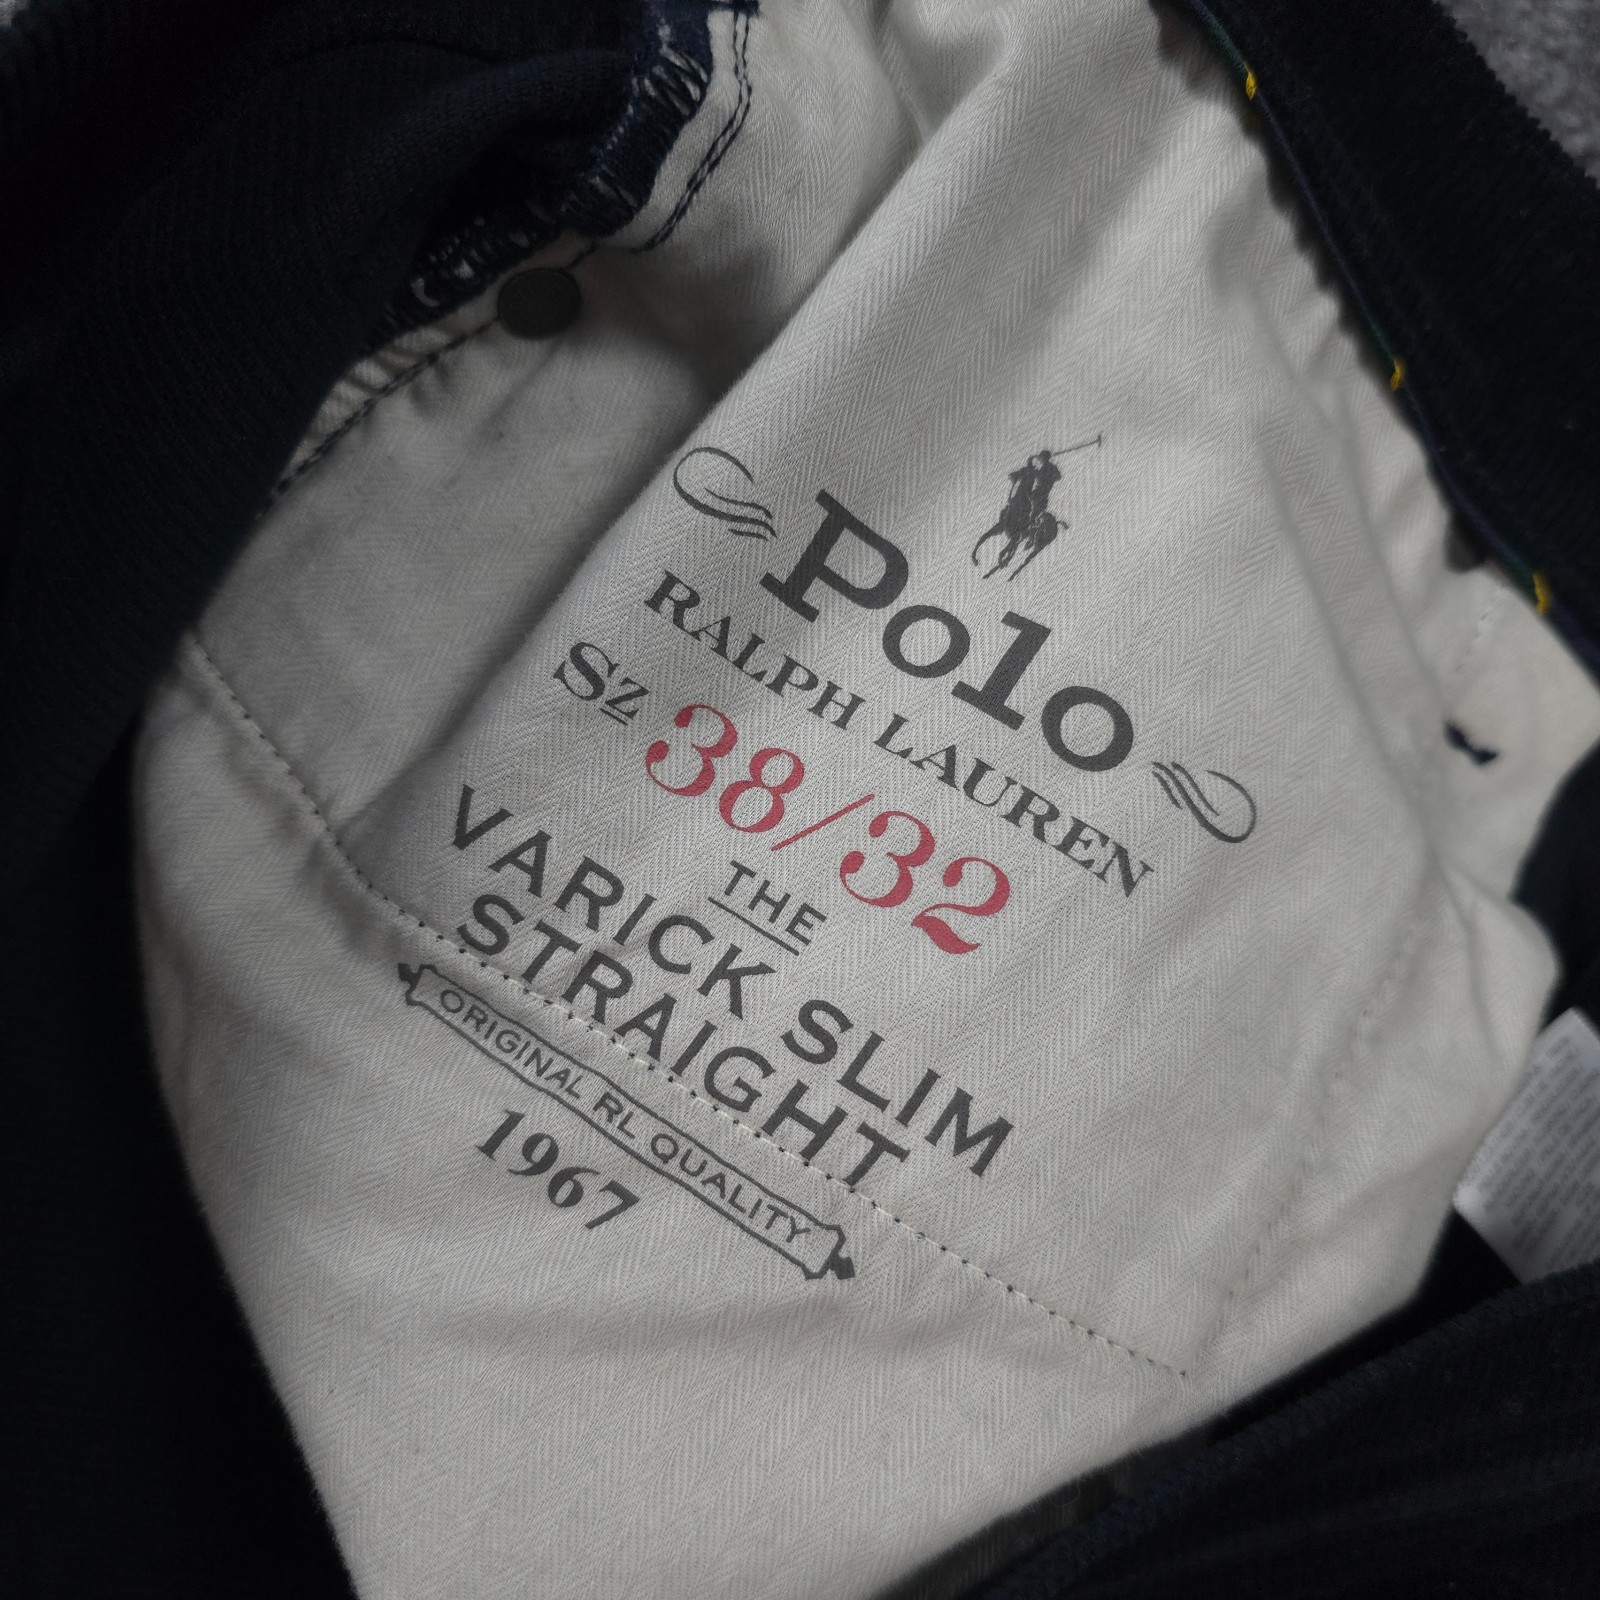 Polo
RALPH LAUREN
Sz 38/32
THE
VARICK SLIM
STRAIGHT
ORIGINAL RL QUALITY
1967